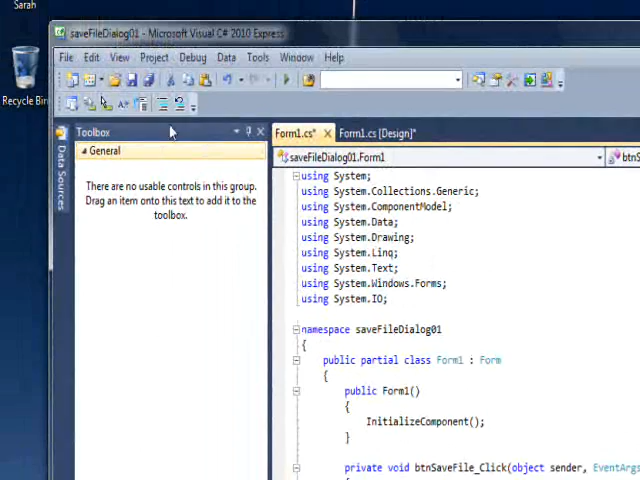 Sarah
Recycle Bin
saveFileDialog01 - Microsoft Visual C# 2010 Express
File Edit View Project Debug Data Tools Window Help
Toolbox
Form1.cs* Form1.cs [Design]*
Data Sources
General
saveFileDialog01.Form1
btnS
There are no usable controls in this group.
Drag an item onto this text to add it to the
toolbox.
using System;
using System.Collections.Generic;
using System.ComponentModel;
using System.Data;
using System.Drawing;
using System.Linq;
using System.Text;
using System.Windows.Forms;
using System.IO;
namespace saveFileDialog01
{
public partial class Form1 : Form
{
public Form1()
{
InitializeComponent();
}
private void btnSaveFile_Click(object sender, EventArgs